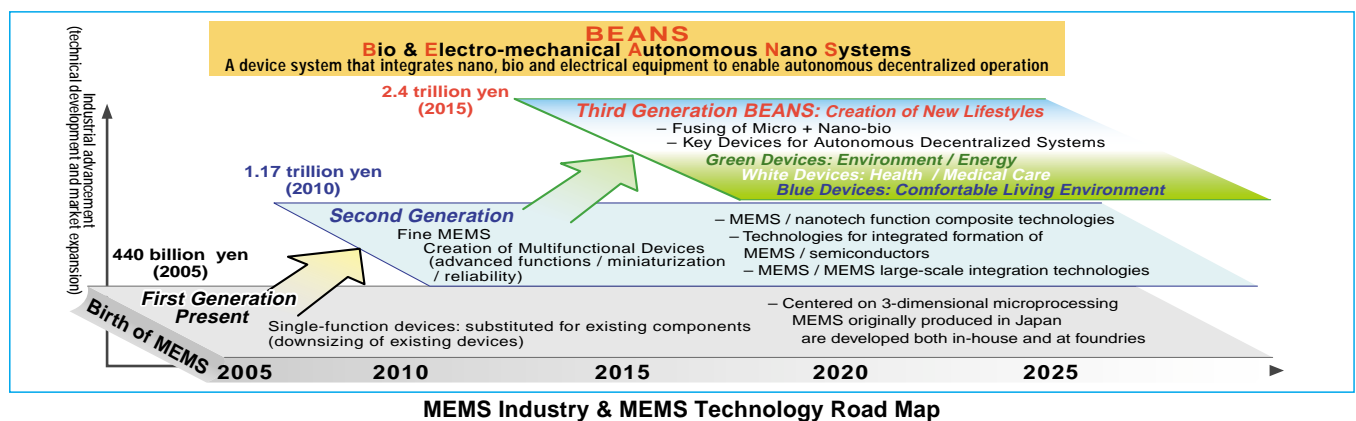 BEANS
Bio & Electro-mechanical Autonomous Nano Systems
A device system that integrates nano, bio and electrical equipment to enable autonomous decentralized operation
Industrial advancement
(technical development and market expansion)
2.4 trillion yen
(2015)
Third Generation BEANS: Creation of New Lifestyles
– Fusing of Micro + Nano-bio
– Key Devices for Autonomous Decentralized Systems
Green Devices: Environment / Energy
White Devices: Health / Medical Care
Blue Devices: Comfortable Living Environment
1.17 trillion yen
(2010)
Second Generation
Fine MEMS
Creation of Multifunctional Devices
(advanced functions / miniaturization
/ reliability)
– MEMS / nanotech function composite technologies
– Technologies for integrated formation of
MEMS / semiconductors
– MEMS / MEMS large-scale integration technologies
440 billion yen
(2005)
First Generation
Present
Birth of MEMS
Single-function devices: substituted for existing components
(downsizing of existing devices)
– Centered on 3-dimensional microprocessing
MEMS originally produced in Japan
are developed both in-house and at foundries
2005 2010 2015 2020 2025
MEMS Industry & MEMS Technology Road Map